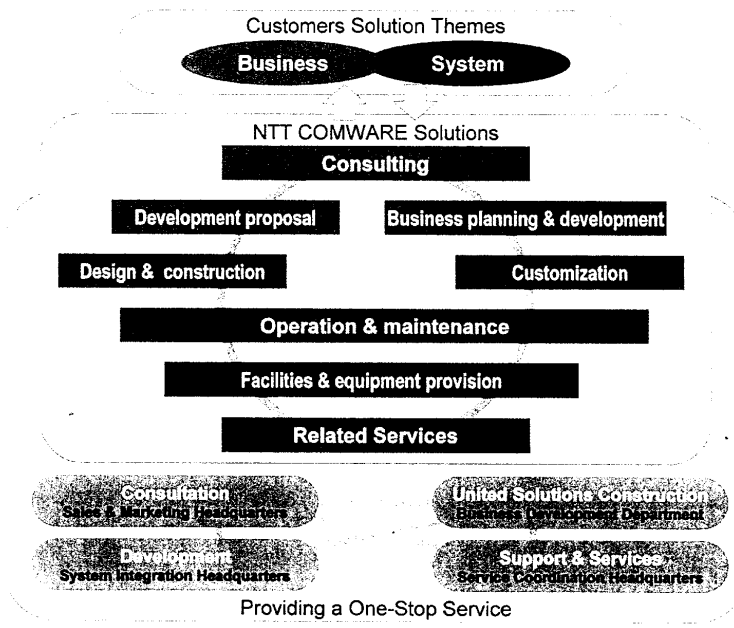 Customers Solution Themes
Business System
NTT COMWARE Solutions
Consulting
Development proposal Business planning & development
Design & construction Customization
Operation & maintenance
Facilities & equipment provision
Related Services
Consultation
Sales & Marketing Headquarters
United Solutions Construction
Business Development Department
Development
System Integration Headquarters
Support & Services
Service Coordination Headquarters
Providing a One-Stop Service